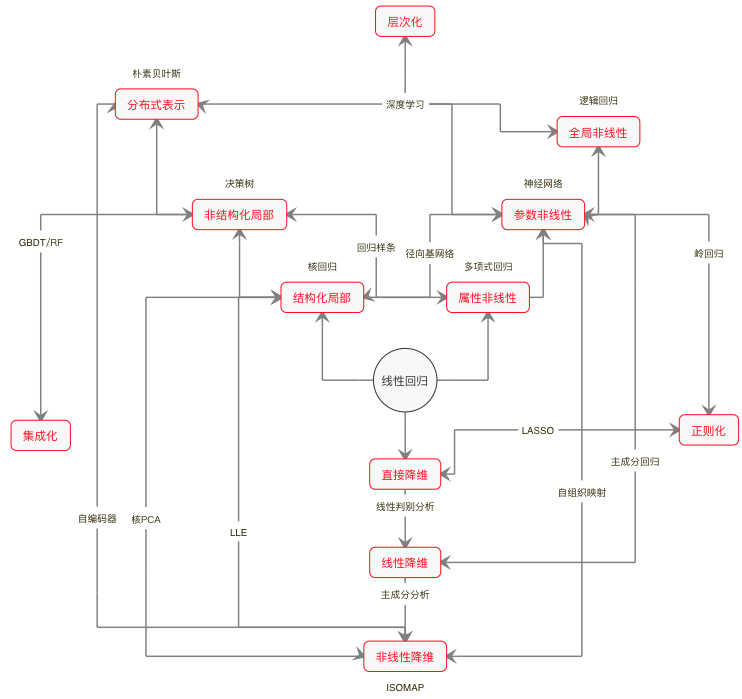 层次化
朴素贝叶斯
分布式表示
深度学习
逻辑回归
全局非线性
决策树
神经网络
非结构化局部
参数非线性
GBDT/RF
回归样条
径向基网络
岭回归
核回归
多项式回归
结构化局部
属性非线性
线性回归
集成化
LASSO
正则化
直接降维
主成分回归
自组织映射
线性判别分析
自编码器
核PCA
LLE
线性降维
主成分分析
非线性降维
ISOMAP